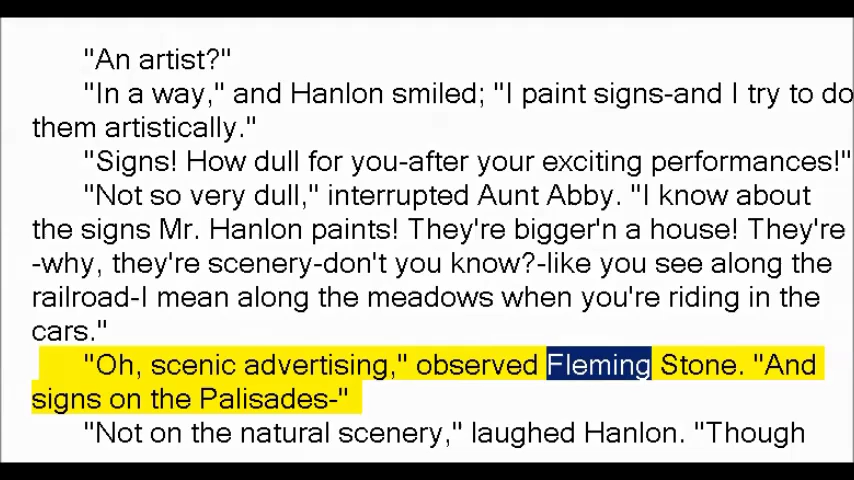 "An artist?"
"In a way," and Hanlon smiled; "I paint signs-and I try to do
them artistically."
"Signs! How dull for you-after your exciting performances!"
"Not so very dull," interrupted Aunt Abby. "I know about
the signs Mr. Hanlon paints! They're bigger'n a house! They're
-why, they're scenery-don't you know?-like you see along the
railroad-I mean along the meadows when you're riding in the
cars."
"Oh, scenic advertising," observed Fleming Stone. "And
signs on the Palisades-"
"Not on the natural scenery," laughed Hanlon. "Though